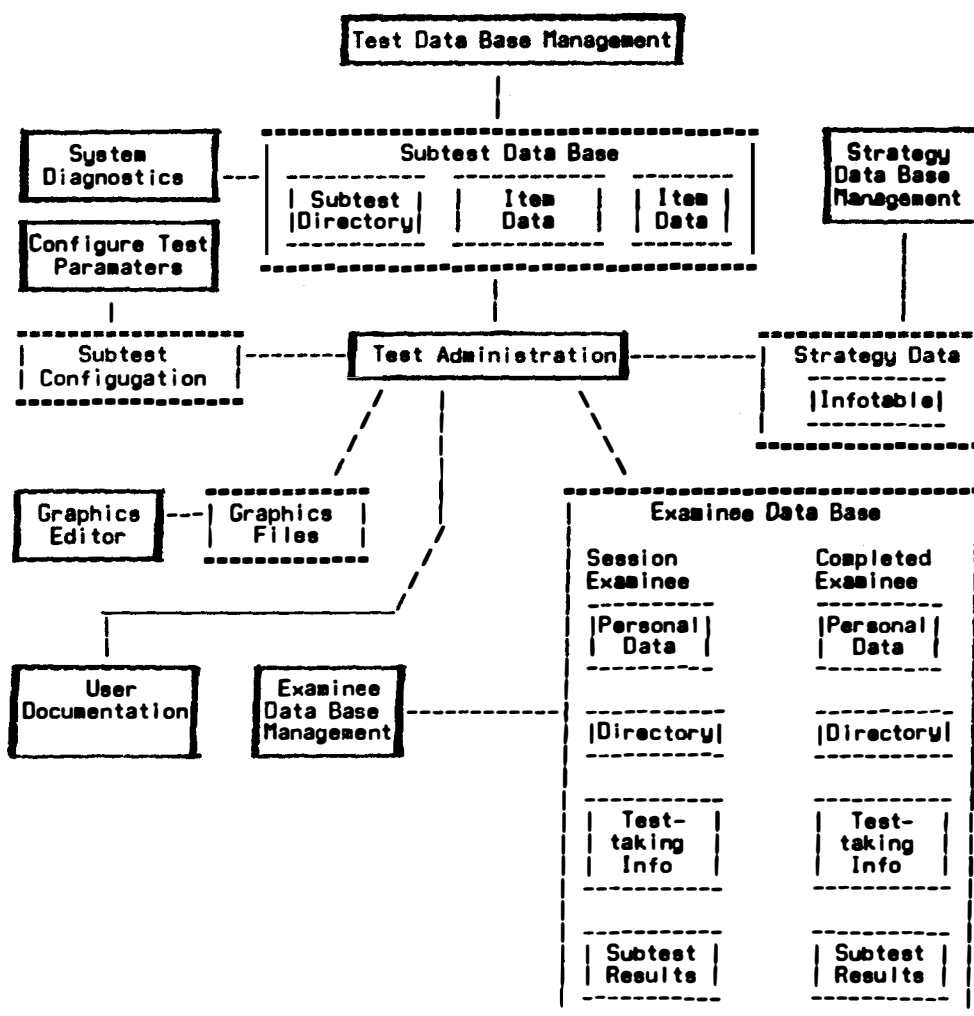 Test Data Base Management
System
Diagnostics
Subtest Data Base
Subtest
Directory
Item
Data
Item
Data
Strategy
Data Base
Management
Configure Test
Paramaters
Subtest
Configugation
Test Administration
Strategy Data
Infotable
Graphics
Editor
Graphics
Files
Examinee Data Base
Session
Examinee
Completed
Examinee
Personal
Data
Personal
Data
User
Documentation
Examinee
Data Base
Management
Directory
Directory
Test-
taking
Info
Test-
taking
Info
Subtest
Results
Subtest
Results